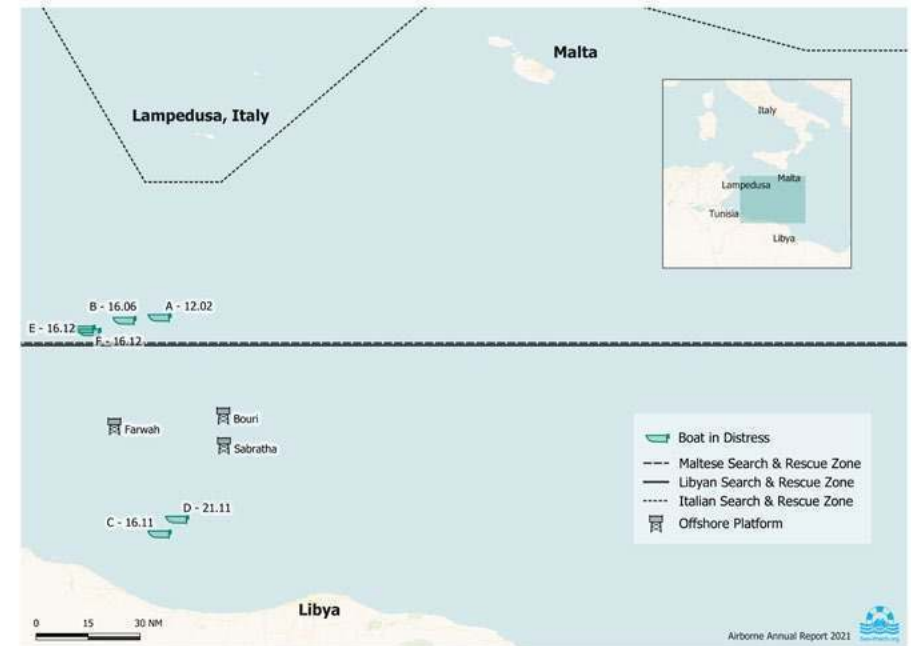 Malta
Lampedusa, Italy
Italy
Malta
Lampedusa
Tunisia
Libya
B - 16.06
A - 12.02
E - 16.12
F - 16.12
Bouri
Farwah
Sabratha
Boat in Distress
Maltese Search & Rescue Zone
Libyan Search & Rescue Zone
Italian Search & Rescue Zone
Offshore Platform
D - 21.11
C - 16.11
Libya
0 15 30 NM
Airborne Annual Report 2021